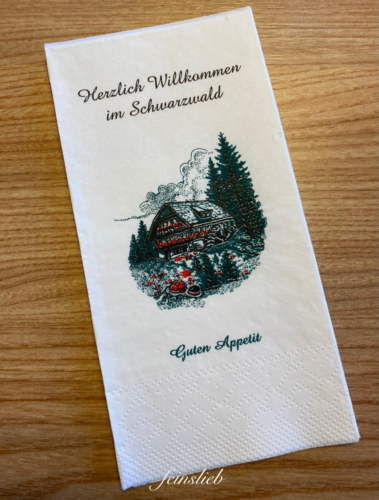 Herzlich Willkommen
im Schwarzwald
Guten Appetit
feinslieb